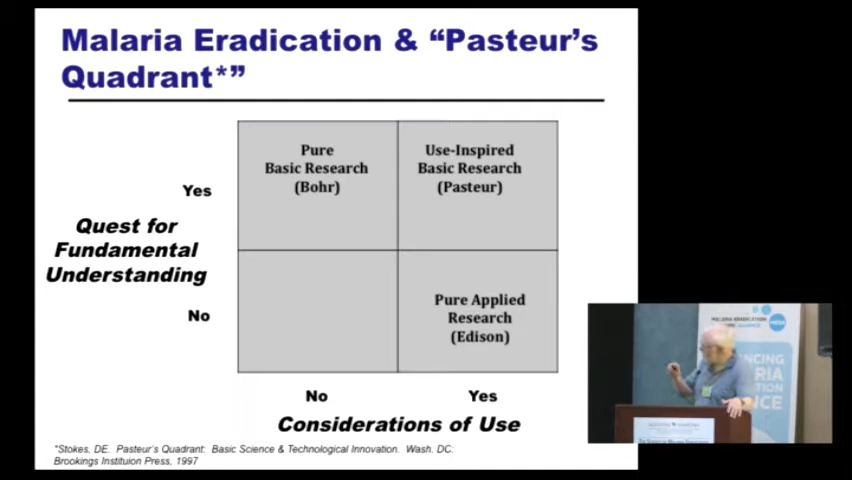 Malaria Eradication & “Pasteur’s
Quadrant*”
Pure
Basic Research
(Bohr)
Use-Inspired
Basic Research
(Pasteur)
Yes
Quest for
Fundamental
Understanding
No
Pure Applied
Research
(Edison)
No
Yes
Considerations of Use
*Stokes, DE. Pasteur’s Quadrant: Basic Science & Technological Innovation. Wash. DC:
Brookings Instituion Press, 1997
MALARIA ERADICATION
ALLIANCE